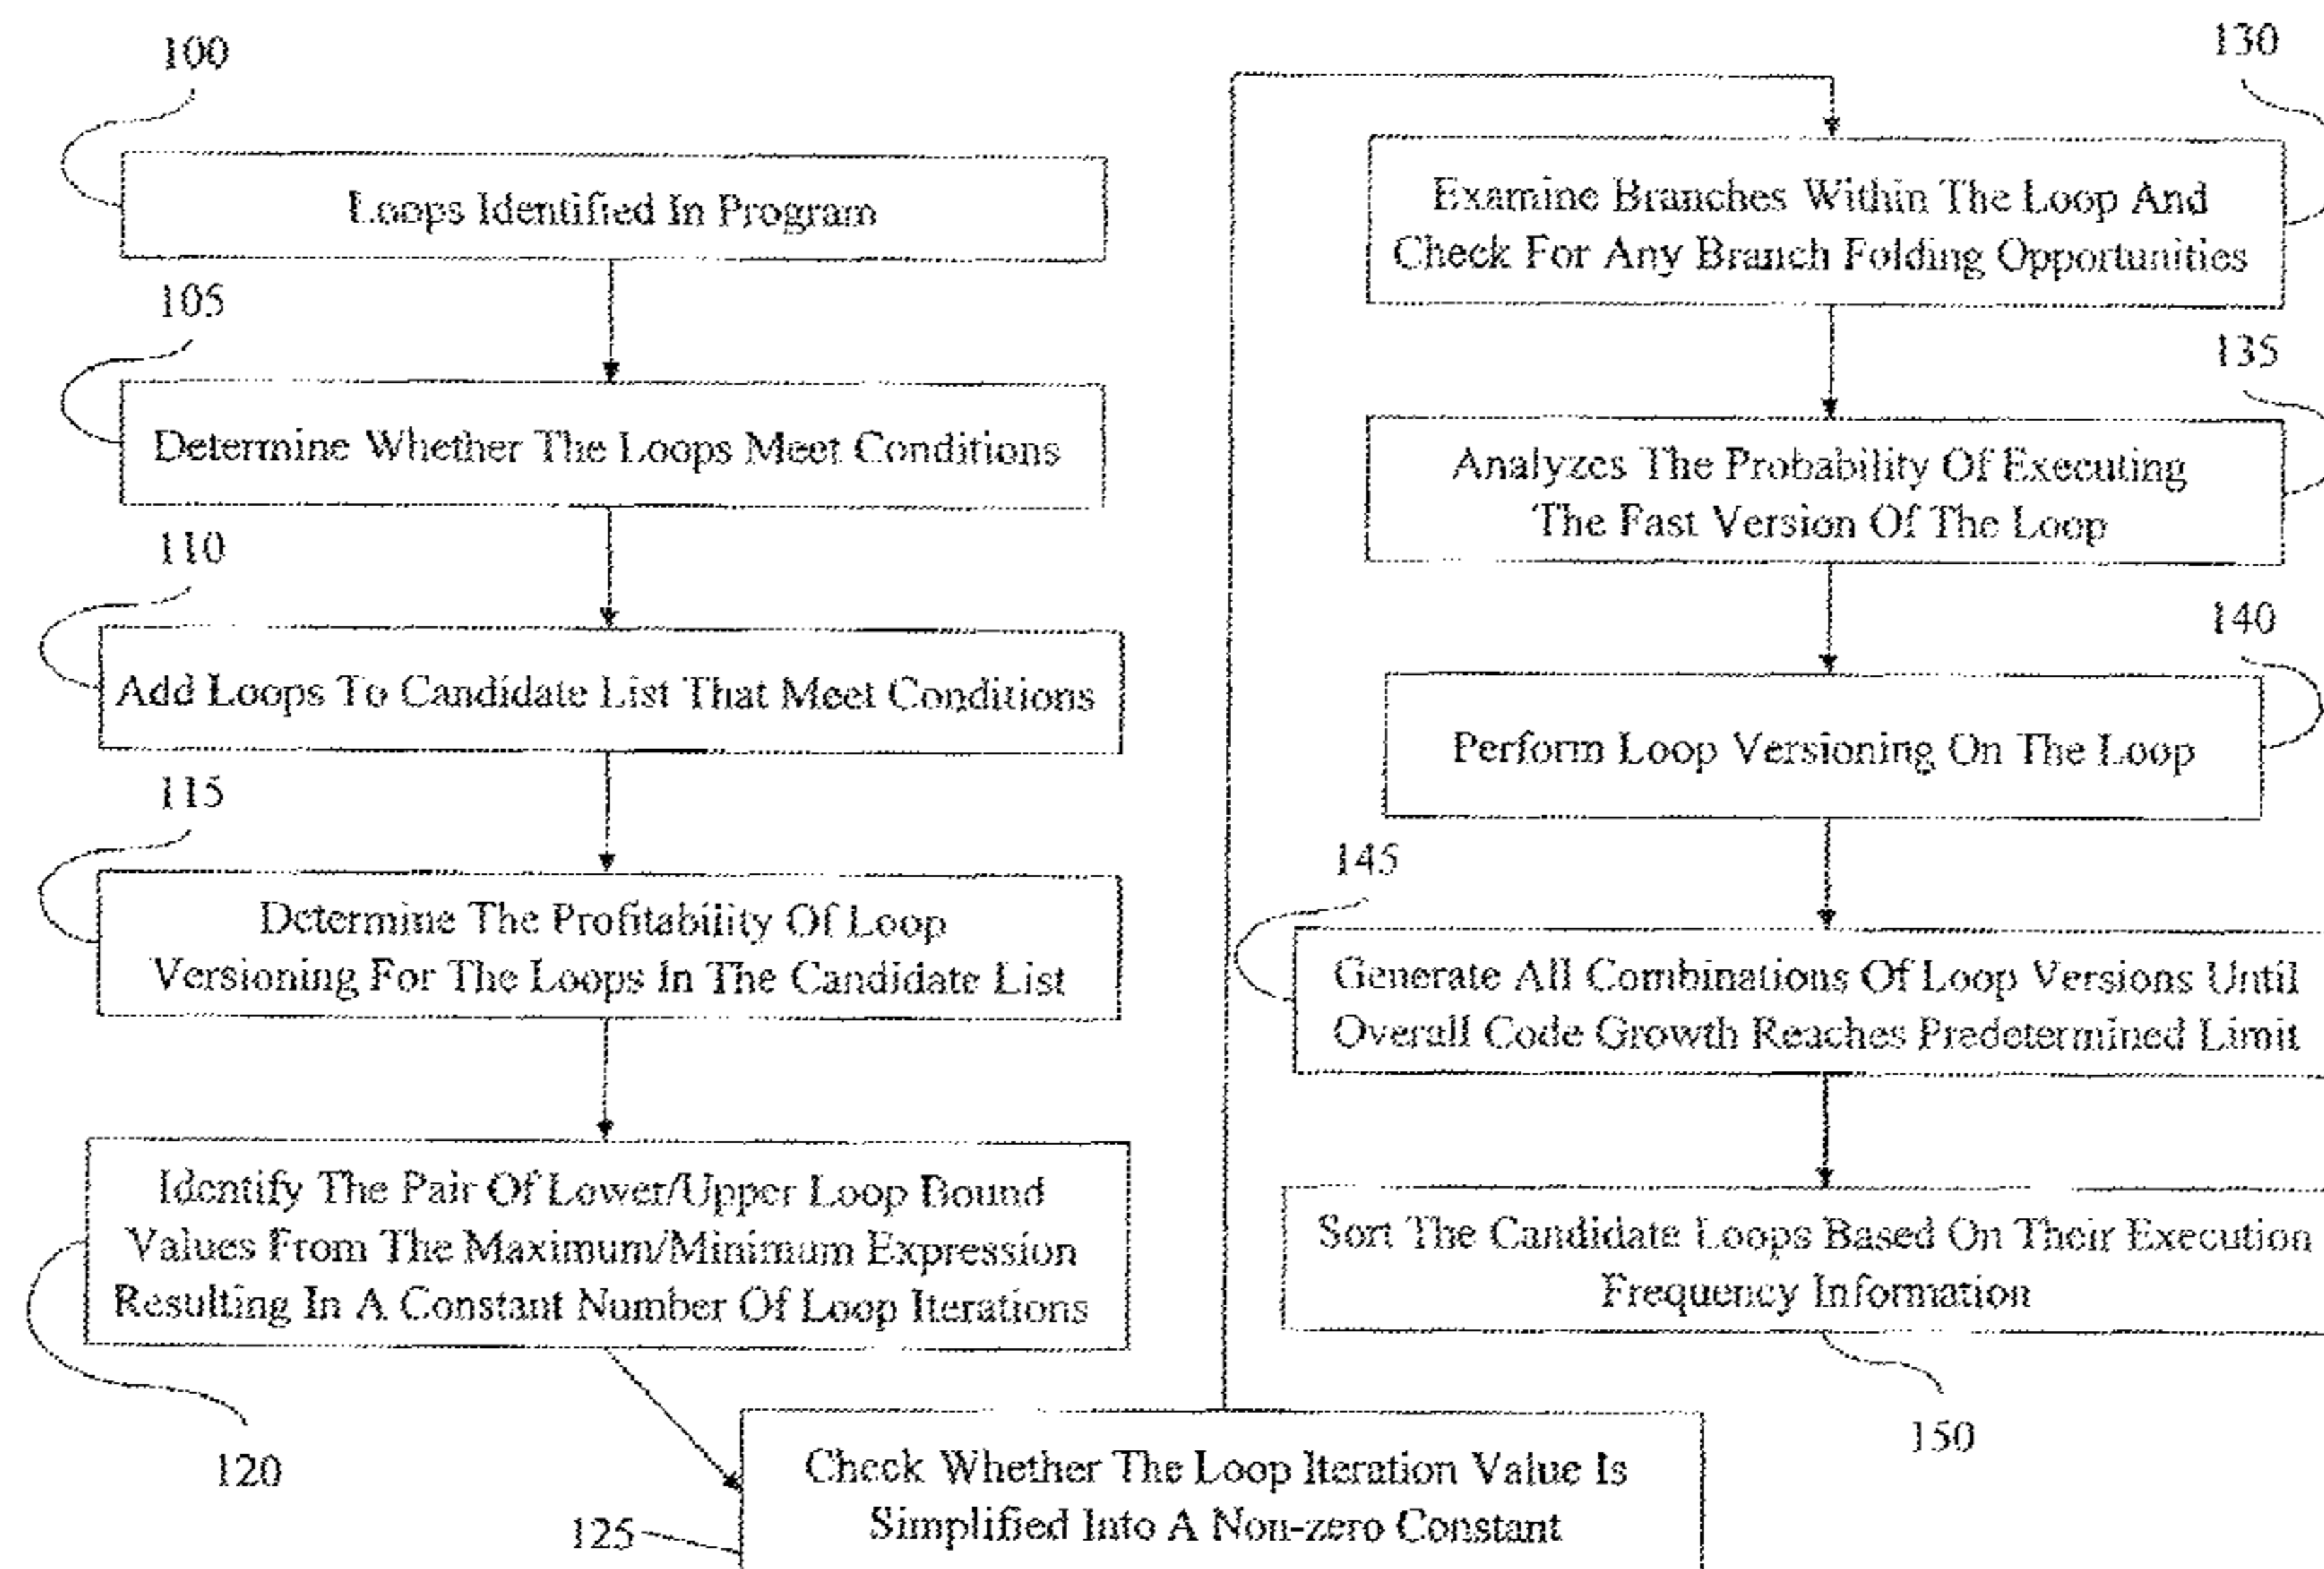 100
Loops Identified In Program
105
Determine Whether The Loops Meet Conditions
110
Add Loops To Candidate List That Meet Conditions
115
Determine The Profitability Of Loop
Versioning For The Loops In The Candidate List
Identify The Pair Of Lower/Upper Loop Bound
Values From The Maximum/Minimum Expression
Resulting In A Constant Number Of Loop Iterations
120
Check Whether The Loop Iteration Value Is
Simplified Into A Non-zero Constant
125
130
Examine Branches Within The Loop And
Check For Any Branch Folding Opportunities
135
Analyzes The Probability Of Executing
The Fast Version Of The Loop
140
Perform Loop Versioning On The Loop
145
Generate All Combinations Of Loop Versions Until
Overall Code Growth Reaches Predetermined Limit
Sort The Candidate Loops Based On Their Execution
Frequency Information
150